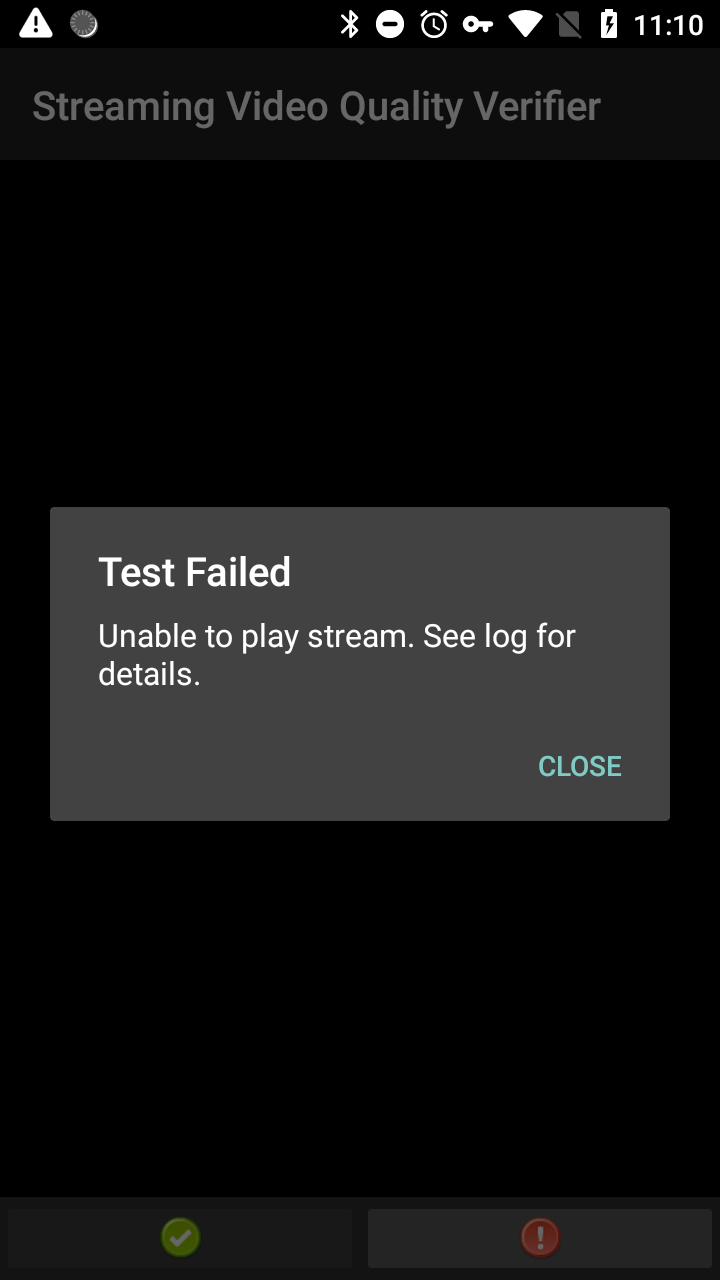 11:10
Streaming Video Quality Verifier
Test Failed
Unable to play stream. See log for
details.
CLOSE